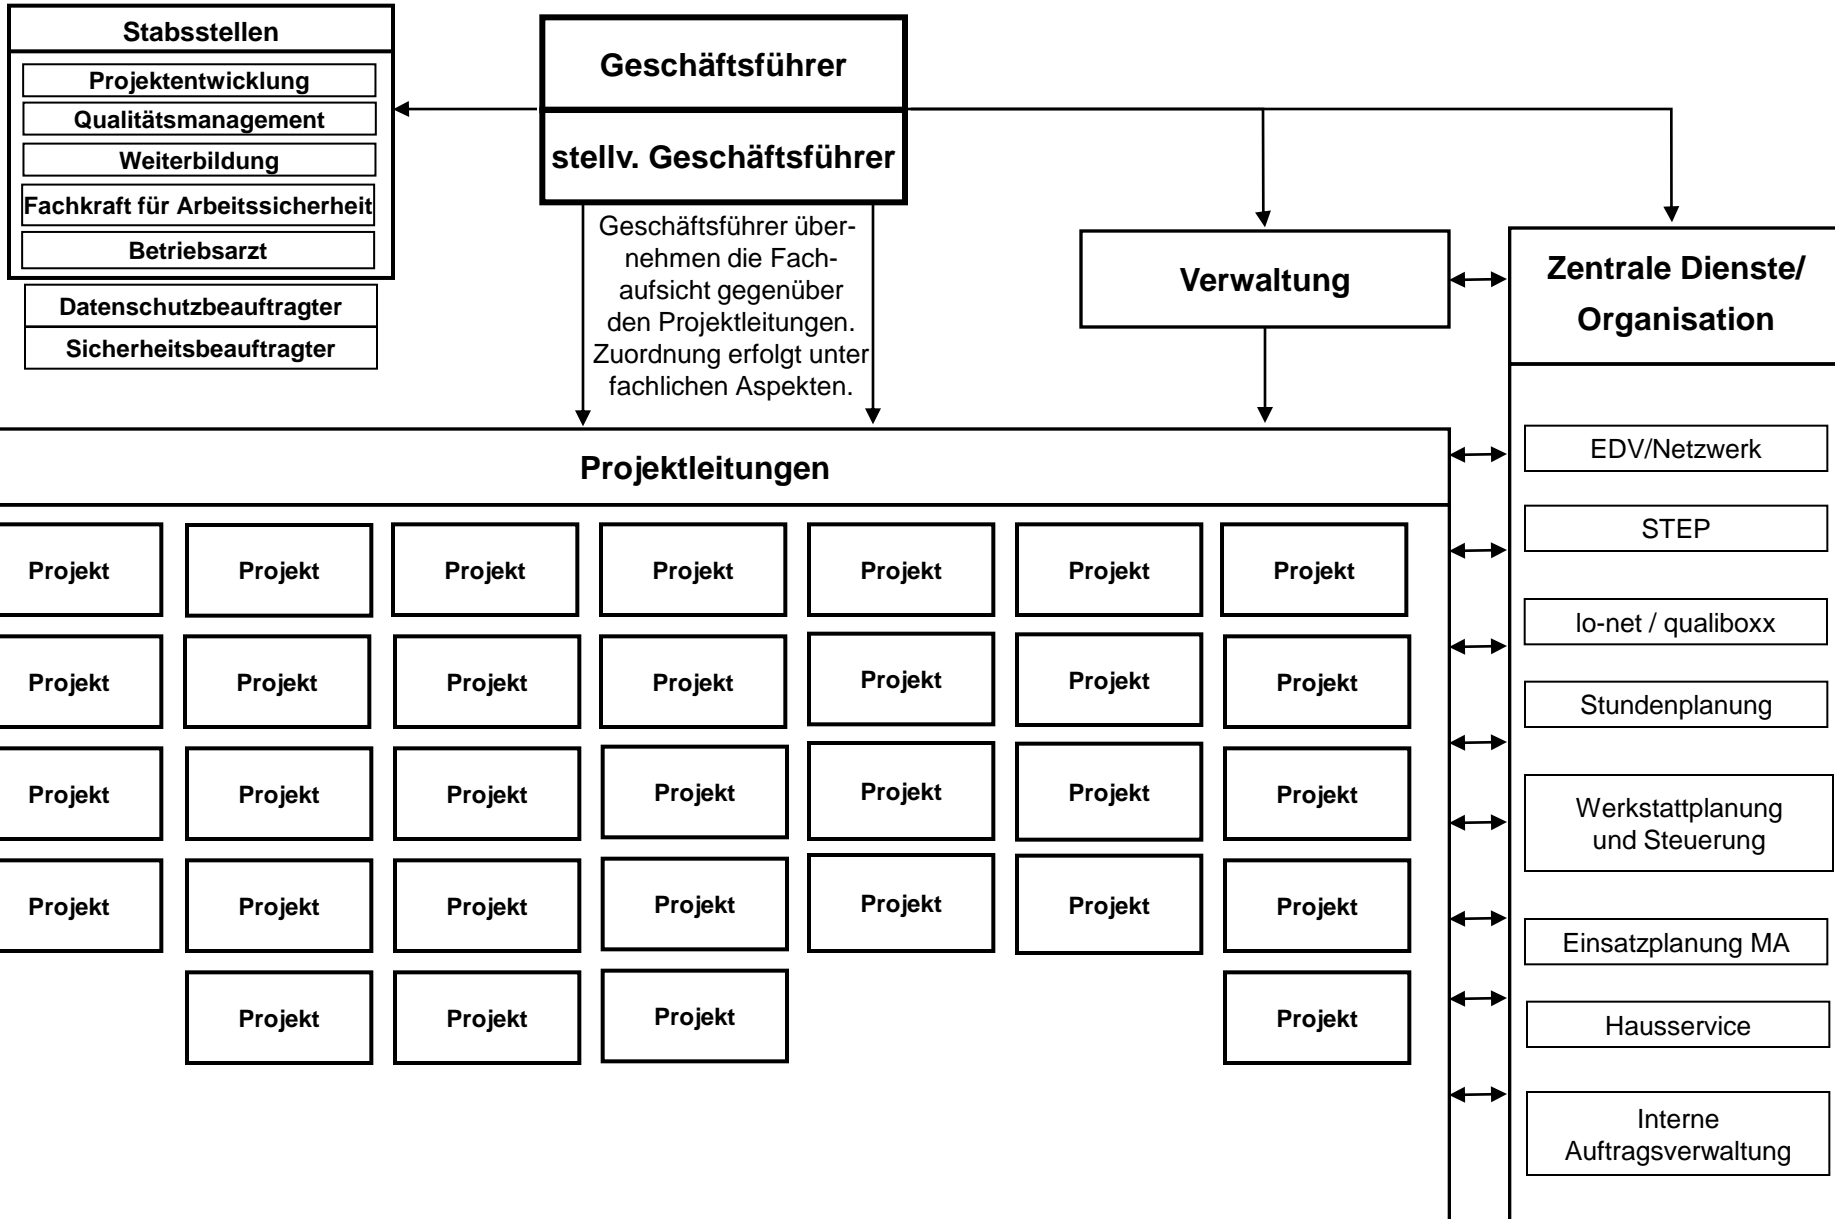 Stabsstellen
Projektentwicklung
Qualitätsmanagement
Weiterbildung
Fachkraft für Arbeitssicherheit
Betriebsarzt
Datenschutzbeauftragter
Sicherheitsbeauftragter
Geschäftsführer
stellv. Geschäftsführer
Geschäftsführer über-
nehmen die Fach-
aufsicht gegenüber
den Projektleitungen.
Zuordnung erfolgt unter
fachlichen Aspekten.
Verwaltung
Zentrale Dienste/
Organisation
Projektleitungen
Projekt Projekt Projekt Projekt Projekt Projekt Projekt
Projekt Projekt Projekt Projekt Projekt Projekt Projekt
Projekt Projekt Projekt Projekt Projekt Projekt Projekt
Projekt Projekt Projekt Projekt Projekt Projekt Projekt
Projekt Projekt Projekt Projekt
EDV/Netzwerk
STEP
lo-net / qualiboxx
Stundenplanung
Werkstattplanung
und Steuerung
Einsatzplanung MA
Hausservice
Interne
Auftragsverwaltung